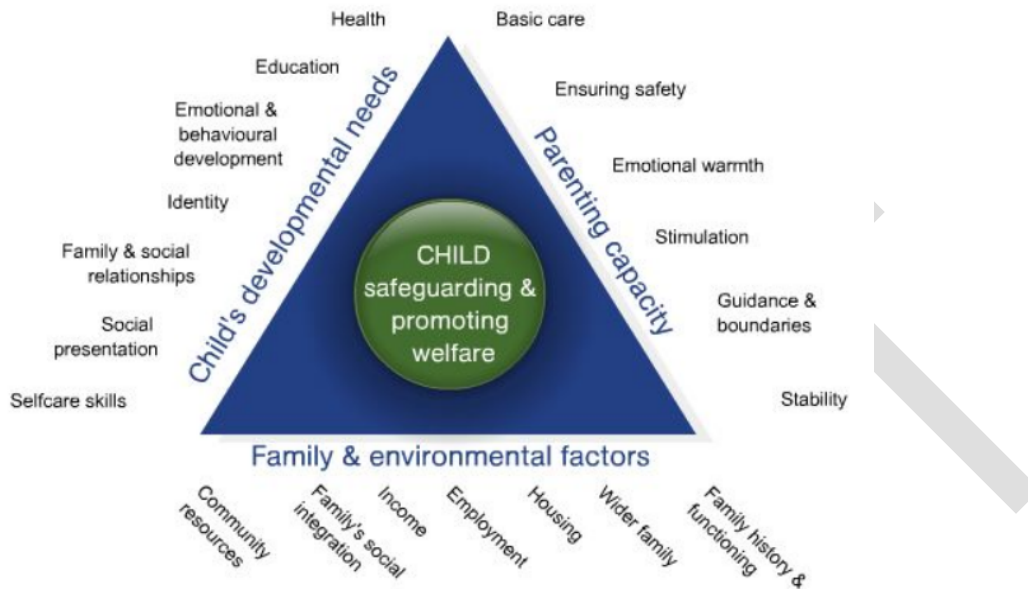 Health
Education
Emotional &
behavioural
development
Identity
Family & social
relationships
Social
presentation
Selfcare skills
Child's developmental needs
Basic care
Ensuring safety
Emotional warmth
Stimulation
Guidance &
boundaries
Stability
Parenting capacity
CHILD
safeguarding &
promoting
welfare
Family & environmental factors
Community
resources
Family's social
integration
Income
Employment
Housing
Wider family
Family history &
functioning